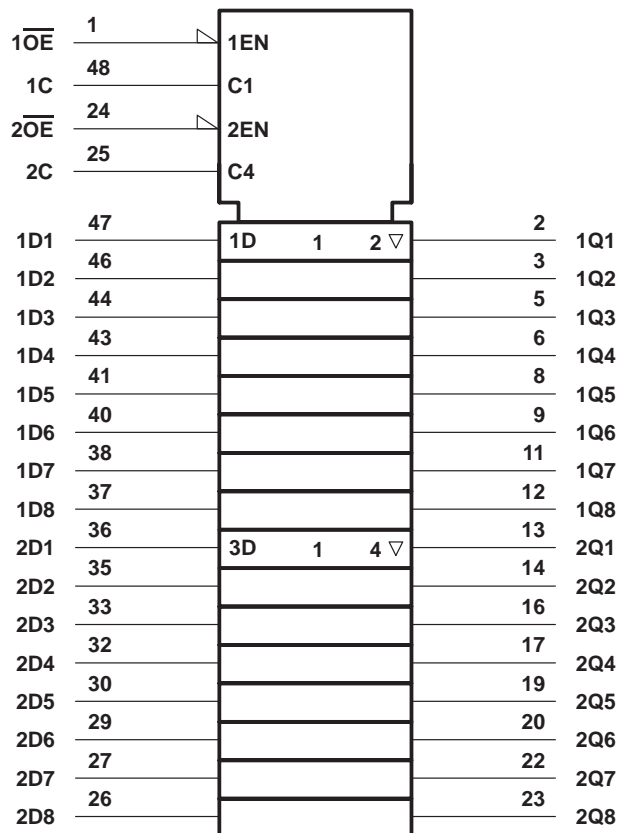 1O̅E̅ 1 1EN
1C 48 C1
2O̅E̅ 24 2EN
2C 25 C4
1D1 47 1D 1 2 ▽ 2 1Q1
1D2 46 3 1Q2
1D3 44 5 1Q3
1D4 43 6 1Q4
1D5 41 8 1Q5
1D6 40 9 1Q6
1D7 38 11 1Q7
1D8 37 12 1Q8
2D1 36 3D 1 4 ▽ 13 2Q1
2D2 35 14 2Q2
2D3 33 16 2Q3
2D4 32 17 2Q4
2D5 30 19 2Q5
2D6 29 20 2Q6
2D7 27 22 2Q7
2D8 26 23 2Q8